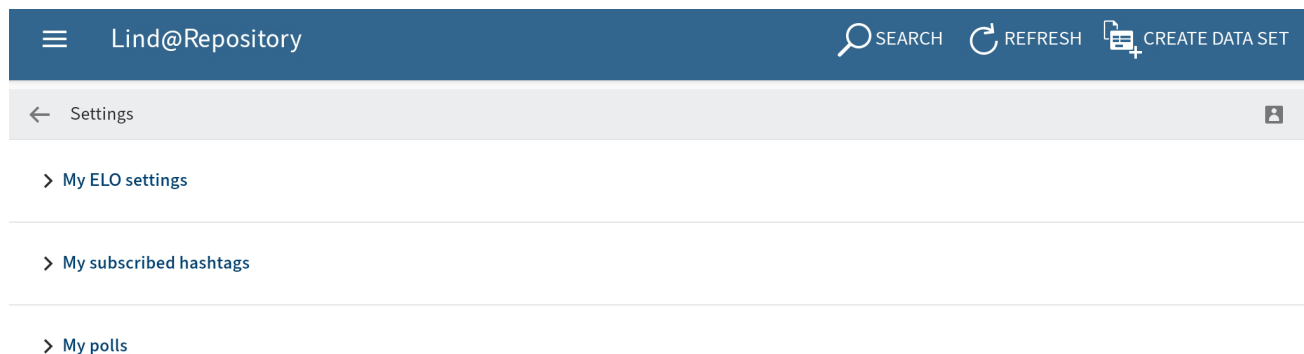 Lind@Repository SEARCH REFRESH CREATE DATA SET
Settings
My ELO settings
My subscribed hashtags
My polls